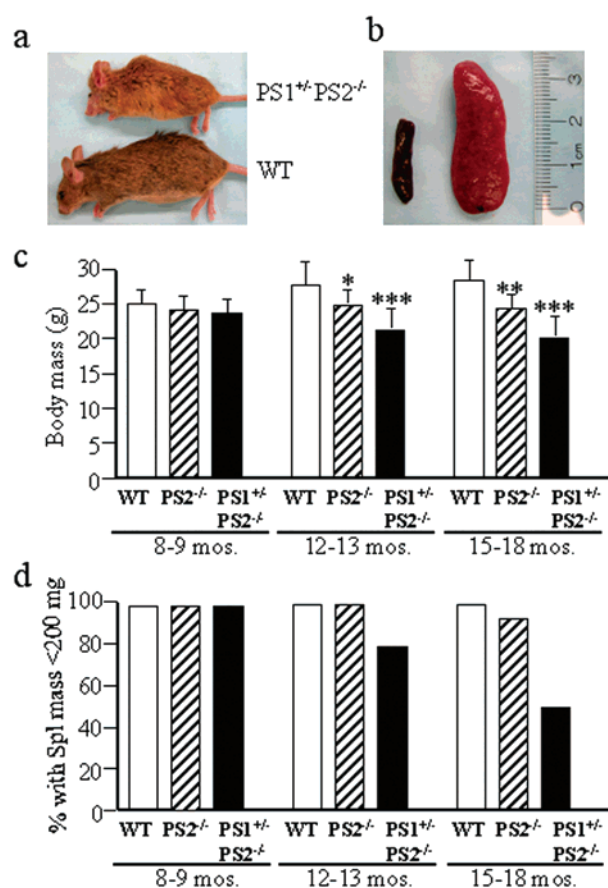 a
b
PS1+/-PS2-/-
WT
3
2
1cm
0
c
Body mass (g)
30
25
20
15
10
5
0
* ***
** ***
WT PS2-/- PS1+/- WT PS2-/- PS1+/- WT PS2-/- PS1+/-
PS2-/- PS2-/- PS2-/-
8-9 mos. 12-13 mos. 15-18 mos.
d
% with Spl mass <200 mg
100
80
60
40
20
0
WT PS2-/- PS1+/- WT PS2-/- PS1+/- WT PS2-/- PS1+/-
PS2-/- PS2-/- PS2-/-
8-9 mos. 12-13 mos. 15-18 mos.